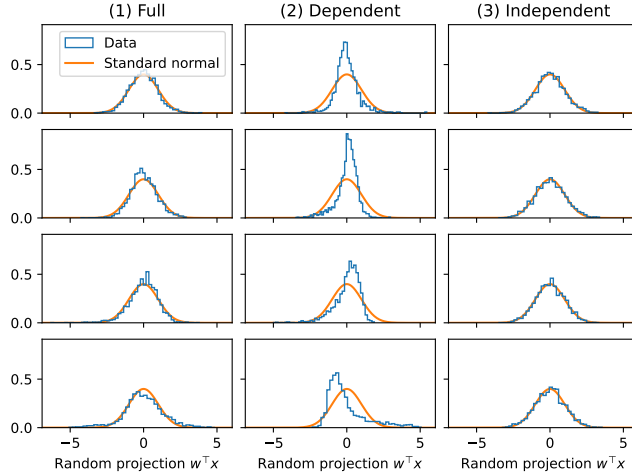 (1) Full (2) Dependent (3) Independent
Data
Standard normal
0.5
0.0
0.5
0.0
0.5
0.0
0.5
0.0
−5 0 5 −5 0 5 −5 0 5
Random projection w⊤x Random projection w⊤x Random projection w⊤x